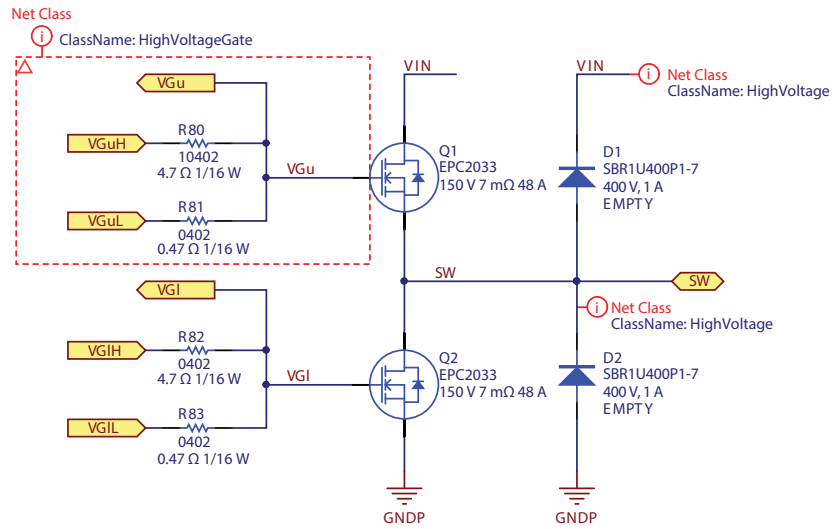 Net Class
i
ClassName: HighVoltageGate
VGu
R80
VGuH
10402
4.7 Ω 1/16 W
VGu
R81
VGuL
0402
0.47 Ω 1/16 W
VIN
Q1
EPC2033
150 V 7 mΩ 48 A
VIN
i
Net Class
ClassName: HighVoltage
D1
SBR1U400P1-7
400 V, 1 A
EMPTY
SW
SW
i
Net Class
ClassName: HighVoltage
VGl
R82
VGlH
0402
4.7 Ω 1/16 W
VGl
R83
VGlL
0402
0.47 Ω 1/16 W
Q2
EPC2033
150 V 7 mΩ 48 A
D2
SBR1U400P1-7
400 V, 1 A
EMPTY
GNDP
GNDP